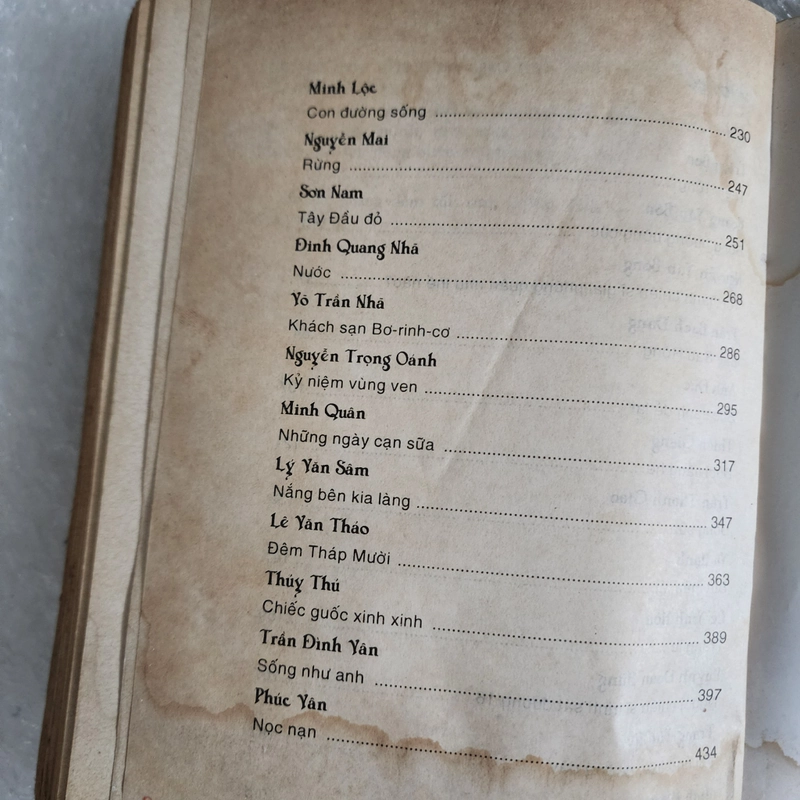 Minh Lộc
Con đường sống 230
Nguyễn Mai
Rừng 247
Sơn Nam
Tây Đầu đỏ 251
Đinh Quang Nhã
Nước 268
Võ Trần Nhã
Khách sạn Bơ-rinh-cơ 286
Nguyễn Trọng Oánh
Kỷ niệm vùng ven 295
Minh Quân
Những ngày cạn sữa 317
Lý Văn Sâm
Nắng bên kia làng 347
Lê Văn Thảo
Đêm Tháp Mười 363
Thúy Thú
Chiếc guốc xinh xinh 389
Trần Đình Vân
Sống như anh 397
Phúc Vân
Nọc nạn 434